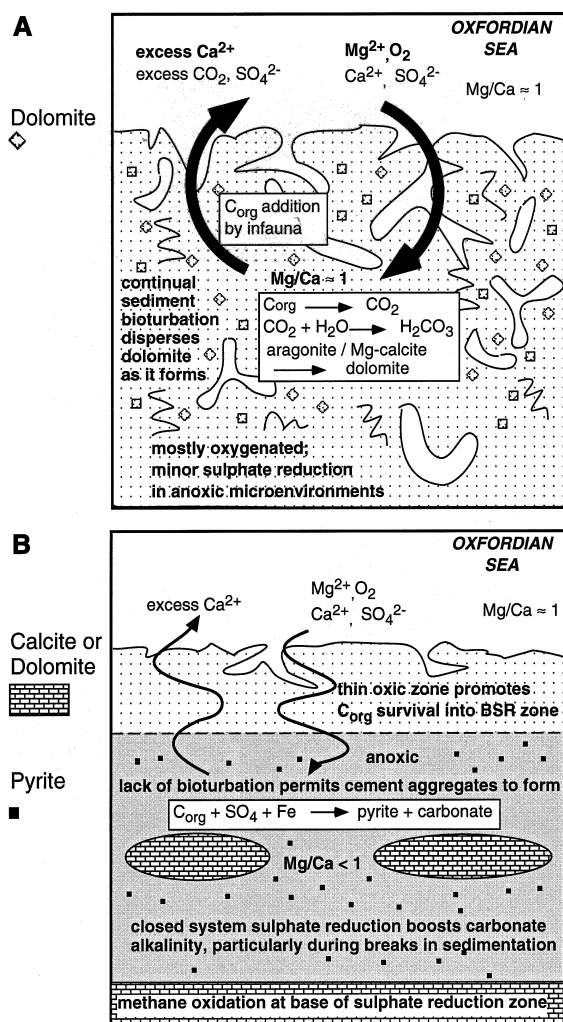 A
OXFORDIAN
SEA
excess Ca²⁺
excess CO₂, SO₄²⁻
Mg²⁺,O₂
Ca²⁺, SO₄²⁻
Mg/Ca ≈ 1
Dolomite
Corg addition
by infauna
Mg/Ca ≈ 1
continual
sediment
bioturbation
disperses
dolomite
as it forms
Corg → CO₂
CO₂ + H₂O → H₂CO₃
aragonite / Mg-calcite
→ dolomite
mostly oxygenated;
minor sulphate reduction
in anoxic microenvironments
B
OXFORDIAN
SEA
excess Ca²⁺
Mg²⁺,O₂
Ca²⁺, SO₄²⁻
Mg/Ca ≈ 1
Calcite or
Dolomite
thin oxic zone promotes
Corg survival into BSR zone
Pyrite
anoxic
lack of bioturbation permits cement aggregates to form
Corg + SO₄ + Fe → pyrite + carbonate
Mg/Ca < 1
closed system sulphate reduction boosts carbonate
alkalinity, particularly during breaks in sedimentation
methane oxidation at base of sulphate reduction zone